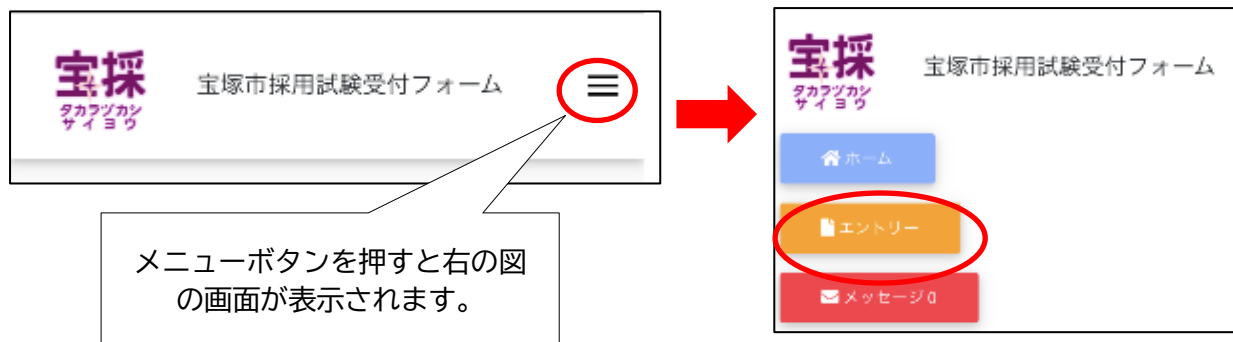 宝採
タカラヅカシ
サイヨウ
宝塚市採用試験受付フォーム
メニューボタンを押すと右の図
の画面が表示されます。
宝採
タカラヅカシ
サイヨウ
宝塚市採用試験受付フォーム
ホーム
エントリー
メッセージ0